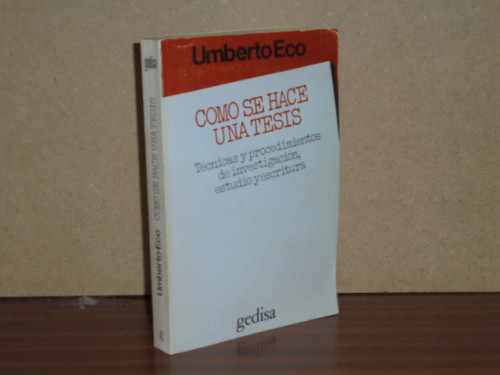 Umberto Eco
COMO SE HACE
UNA TESIS
Técnicas y procedimientos
de investigación,
estudio y escritura
gedisa
Umberto Eco COMO SE HACE UNA TESIS